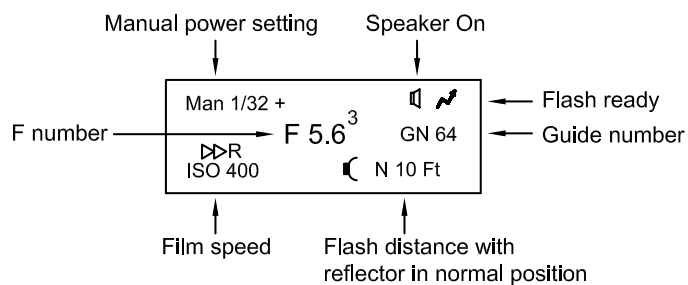 Manual power setting
Speaker On
Man 1/32 +
Flash ready
F number
F 5.6³
GN 64
Guide number
R
ISO 400
N 10 Ft
Film speed
Flash distance with
reflector in normal position